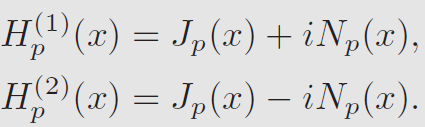 H_p^{(1)}(x) = J_p(x) + iN_p(x),
H_p^{(2)}(x) = J_p(x) − iN_p(x).